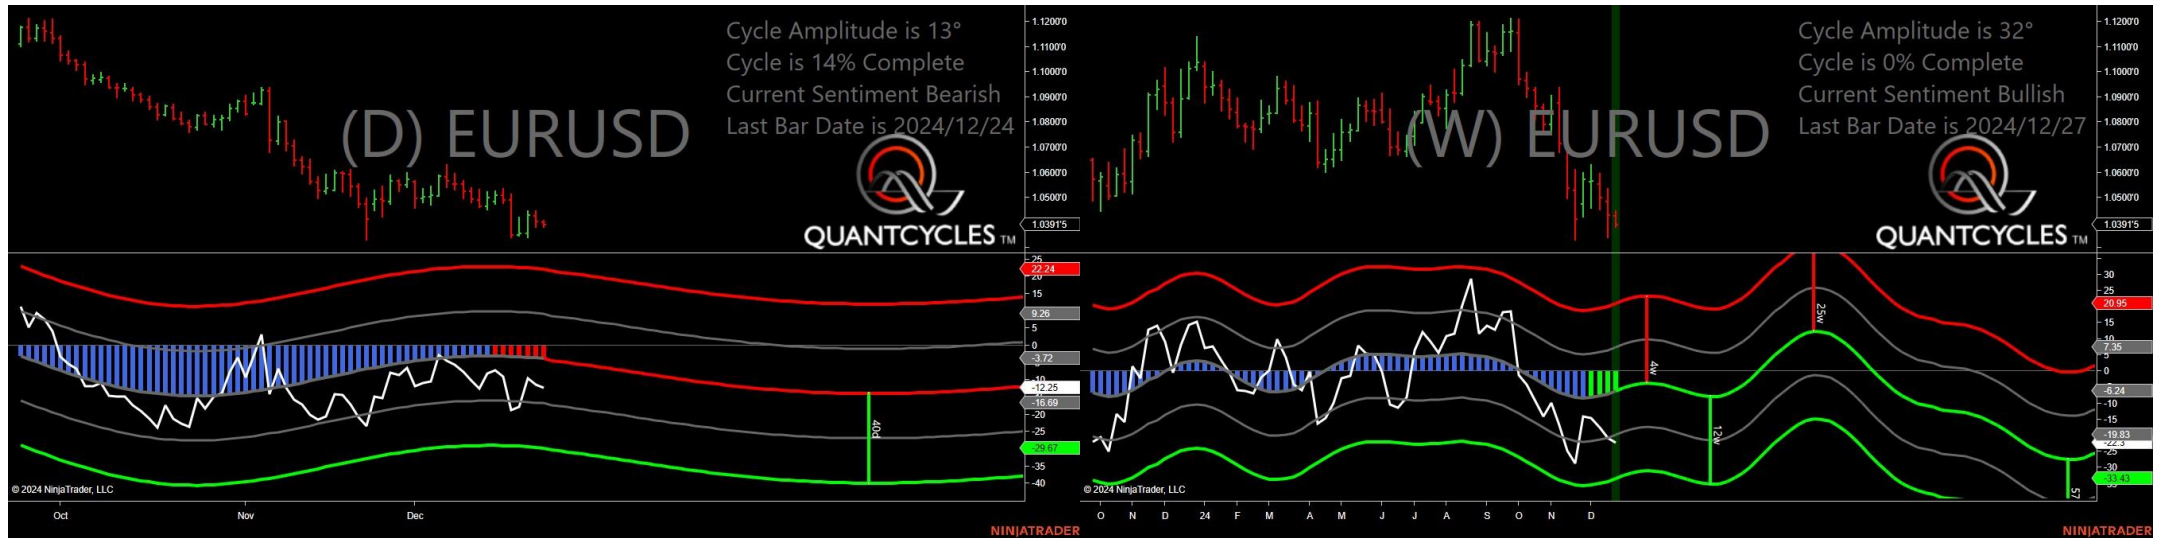 Cycle Amplitude is 13°
Cycle is 14% Complete
Current Sentiment Bearish
Last Bar Date is 2024/12/24
(D) EURUSD
QUANTCYCLES TM
1.1200'0
1.1100'0
1.1000'0
1.0900'0
1.0800'0
1.0700'0
1.0600'0
1.0500'0
1.0391'5
25
22.24
20
15
9.26
5
0
-3.72
-12.25
-16.69
-20
-25
-29.67
-35
-40
40d
© 2024 NinjaTrader, LLC
Oct Nov Dec
NINJATRADER
Cycle Amplitude is 32°
Cycle is 0% Complete
Current Sentiment Bullish
Last Bar Date is 2024/12/27
(W) EURUSD
QUANTCYCLES TM
1.1200'0
1.1100'0
1.1000'0
1.0900'0
1.0800'0
1.0700'0
1.0600'0
1.0500'0
1.0391'5
30
25
20.95
15
10
7.35
5
0
-6.24
-10
-15
-19.83
-22.3
-25
-30
-33.43
4w
12w
25w
57
© 2024 NinjaTrader, LLC
O N D 24 F M A M J J A S O N D
NINJATRADER